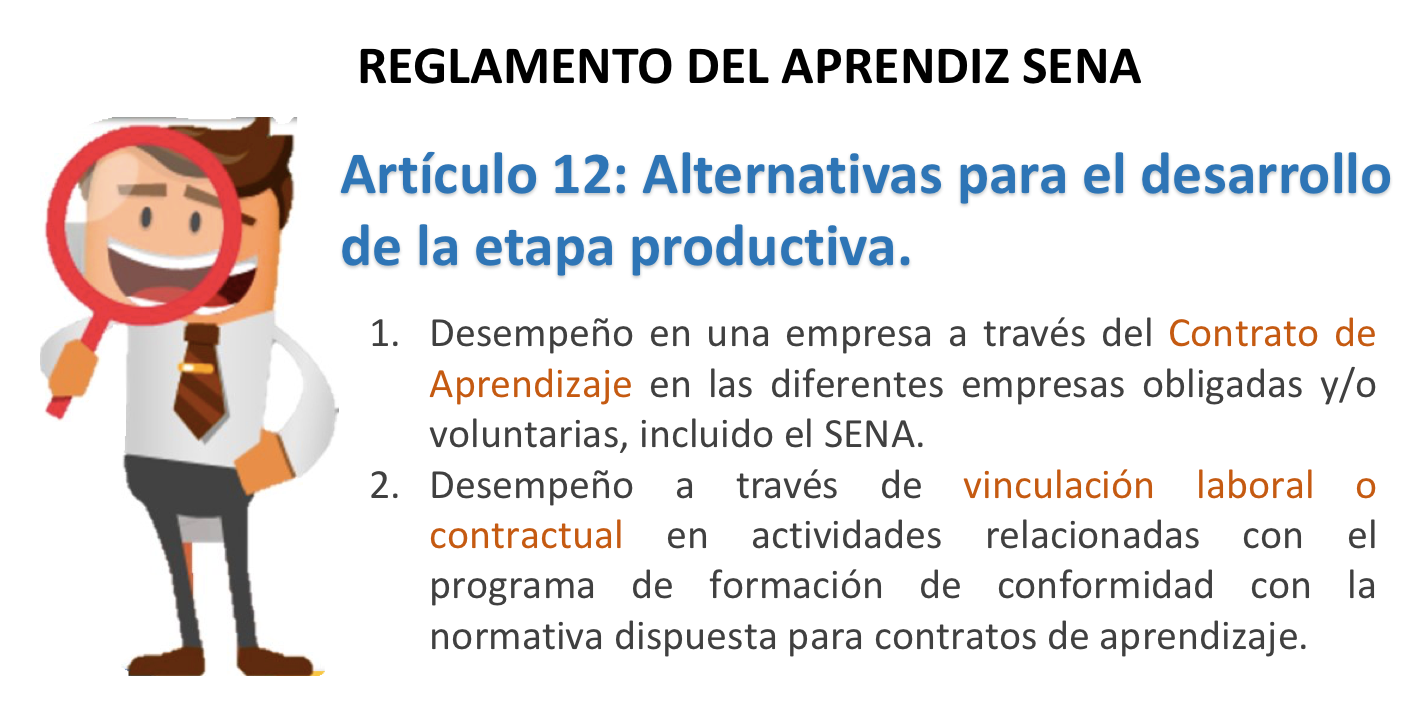 REGLAMENTO DEL APRENDIZ SENA
Artículo 12: Alternativas para el desarrollo
de la etapa productiva.
1. Desempeño en una empresa a través del Contrato de
Aprendizaje en las diferentes empresas obligadas y/o
voluntarias, incluido el SENA.
2. Desempeño a través de vinculación laboral o
contractual en actividades relacionadas con el
programa de formación de conformidad con la
normativa dispuesta para contratos de aprendizaje.